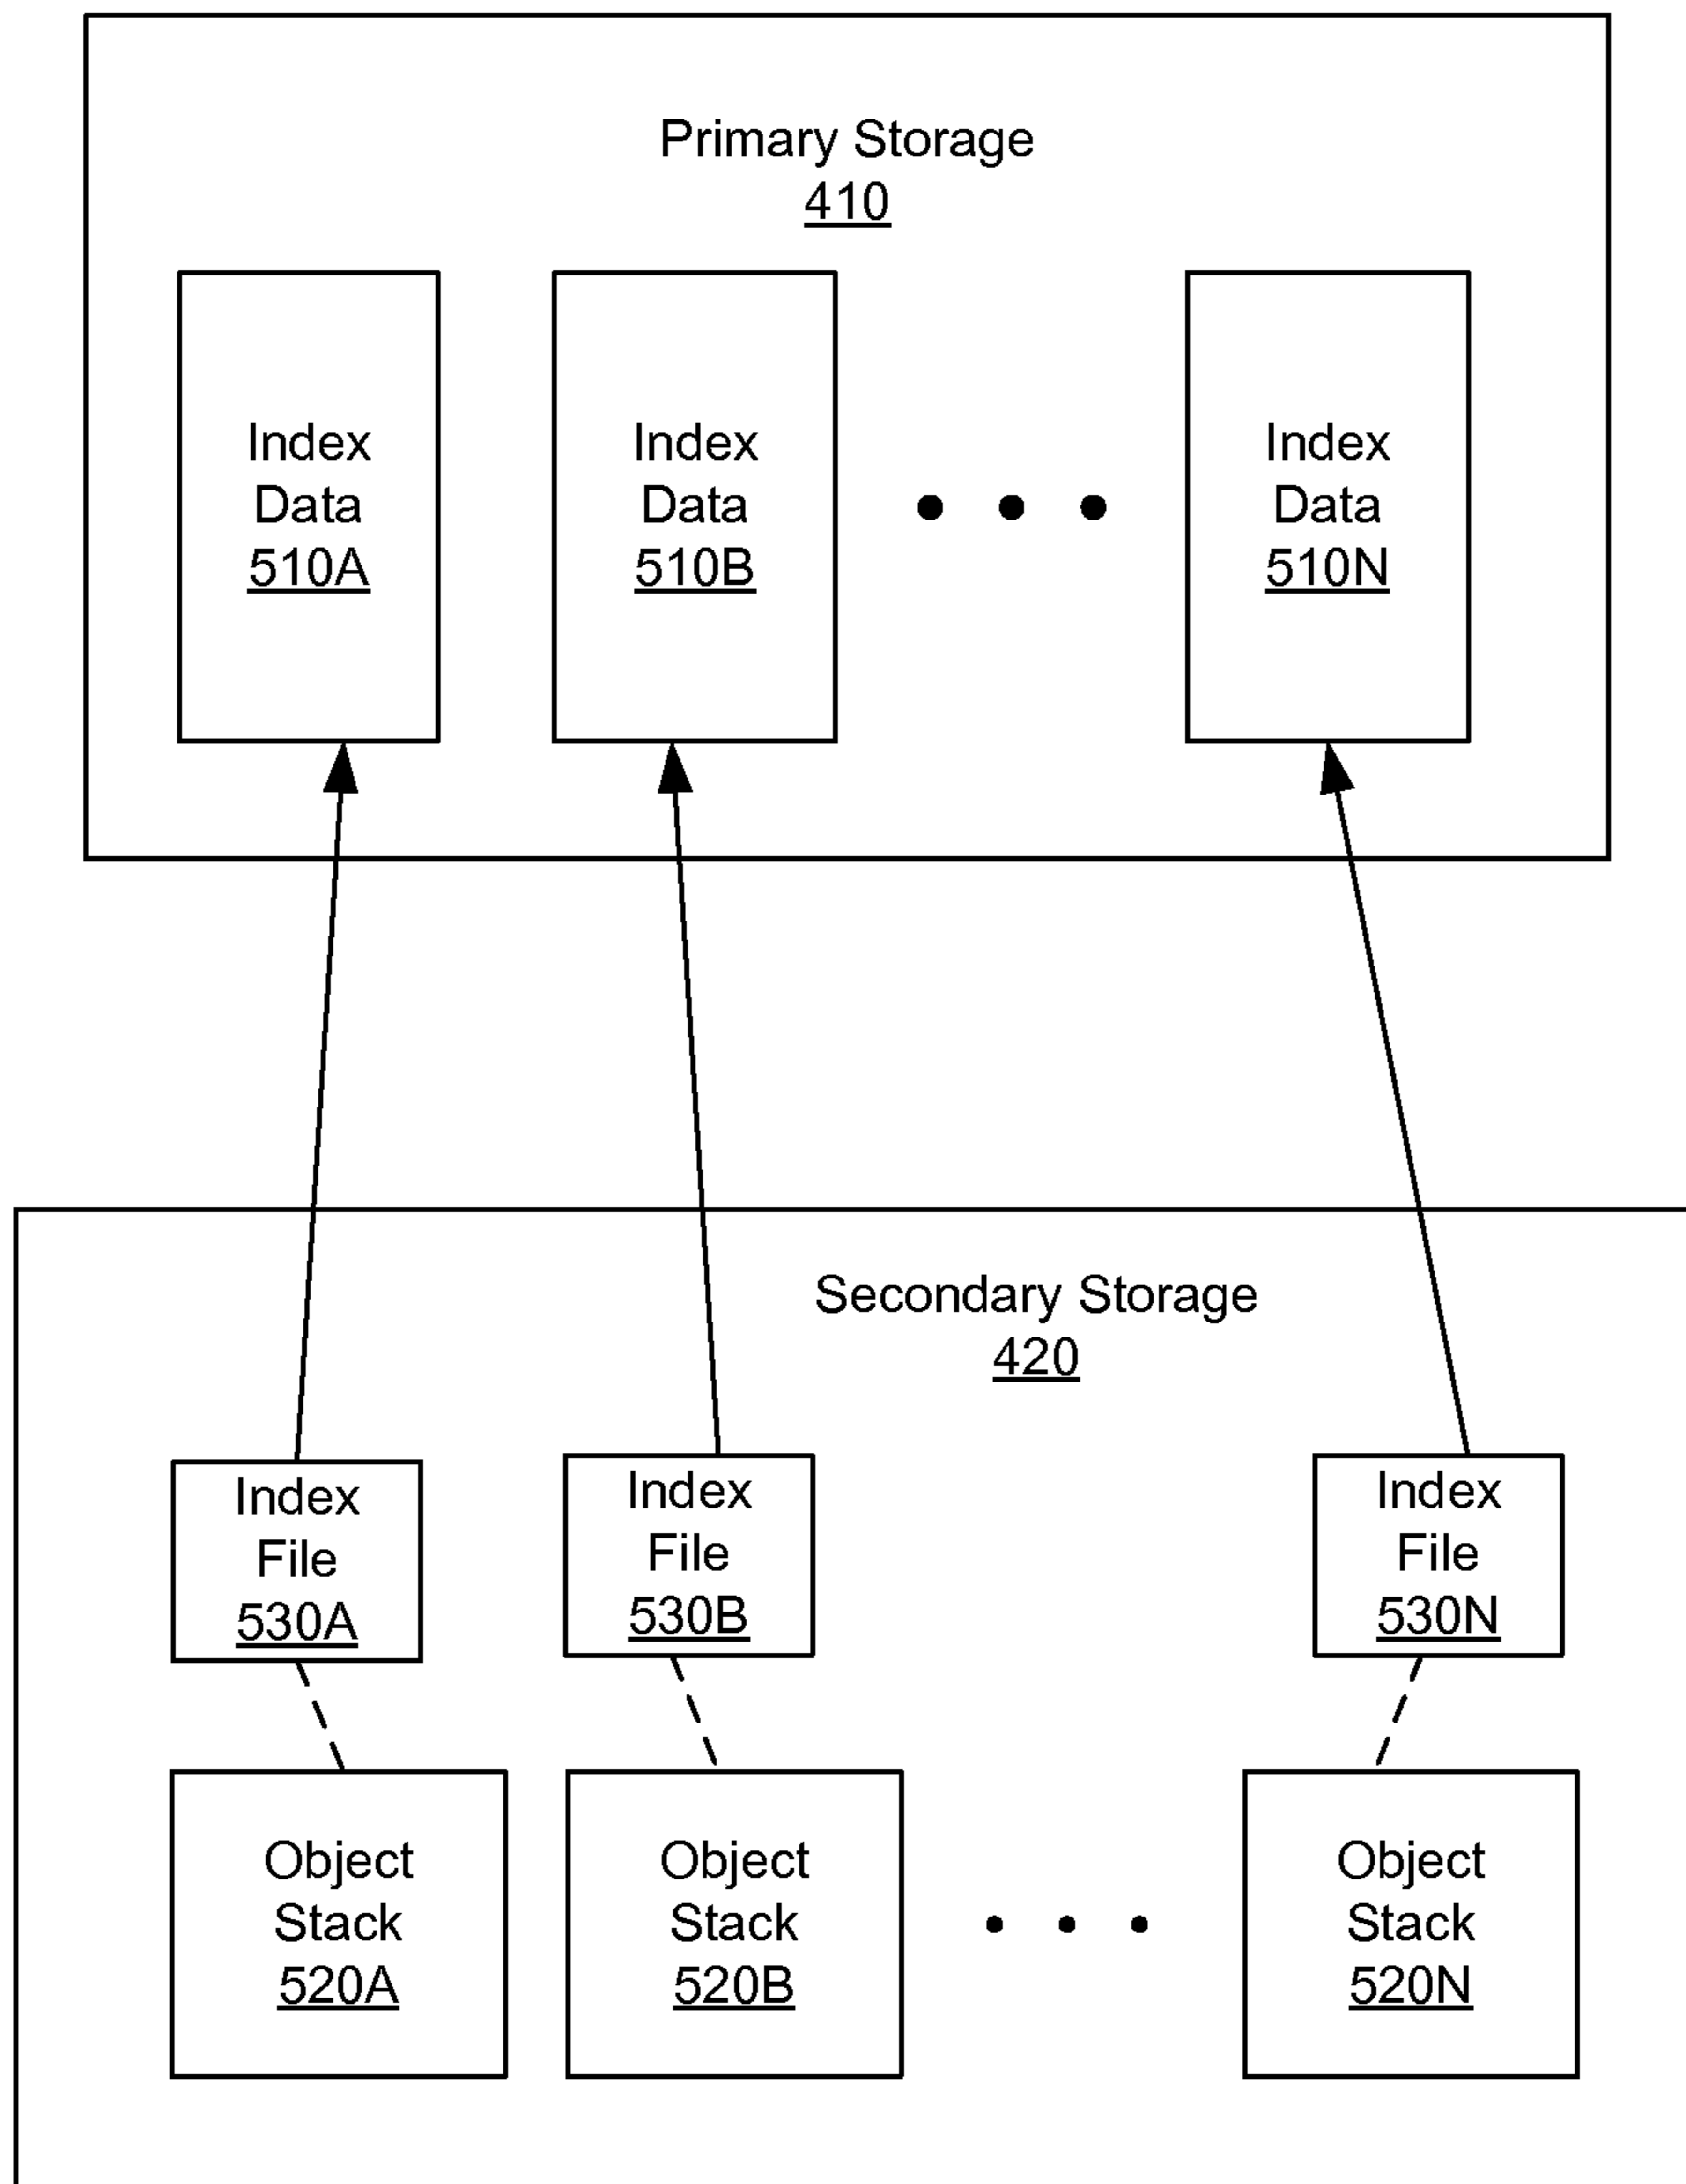 Primary Storage
410
Index
Data
510A
Index
Data
510B
Index
Data
510N
Secondary Storage
420
Index
File
530A
Index
File
530B
Index
File
530N
Object
Stack
520A
Object
Stack
520B
Object
Stack
520N